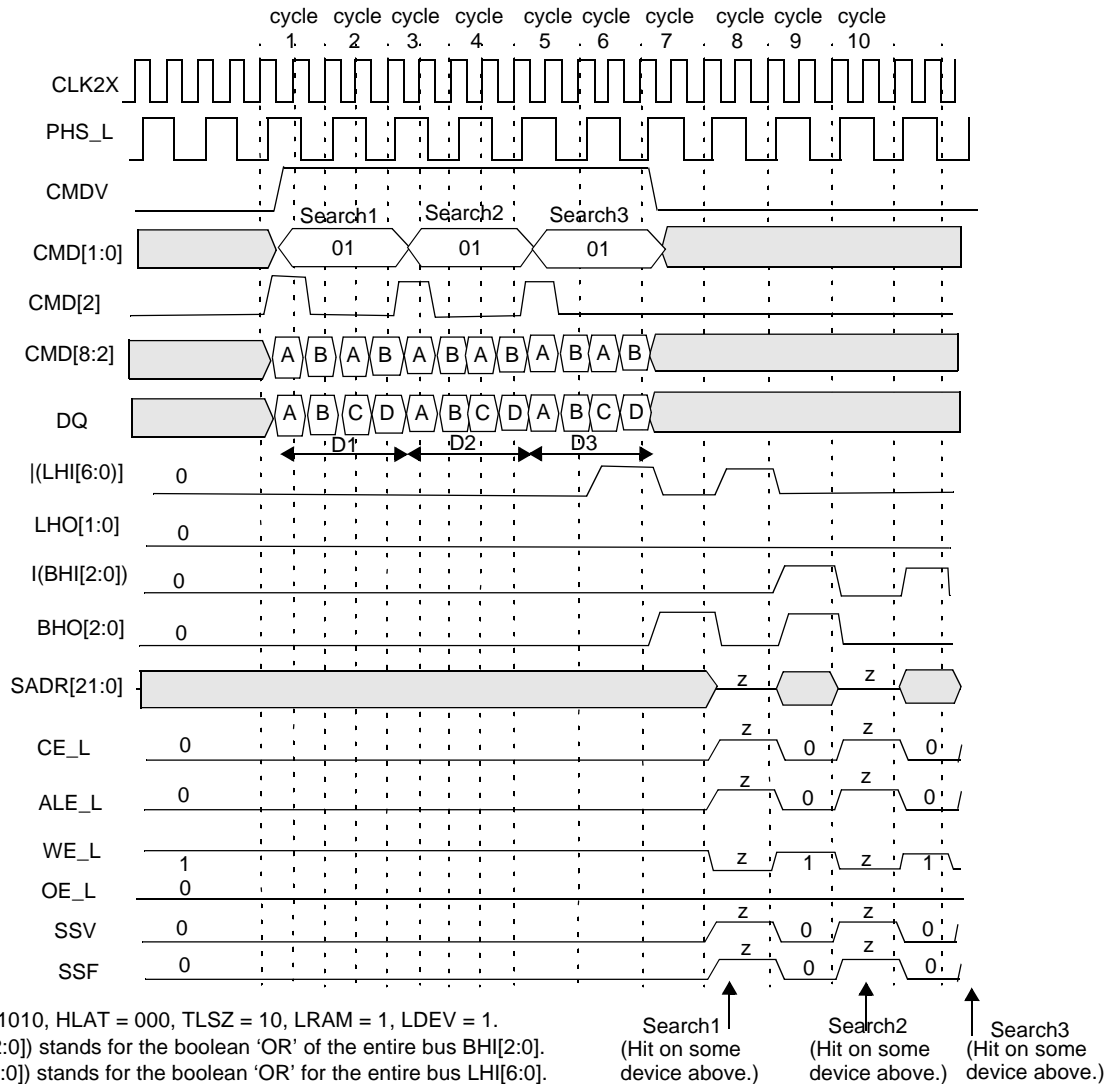 cycle cycle cycle cycle cycle cycle cycle cycle cycle cycle
1 2 3 4 5 6 7 8 9 10
CLK2X
PHS_L
CMDV
Search1 Search2 Search3
CMD[1:0] 01 01 01
CMD[2]
CMD[8:2] A B A B A B A B A B A B
DQ A B C D A B C D A B C D
D1 D2 D3
|(LHI[6:0)] 0
LHO[1:0] 0
I(BHI[2:0]) 0
BHO[2:0] 0
SADR[21:0] z z
CE_L 0 z 0 z 0
ALE_L 0 z 0 z 0
WE_L 1 z 1 z 1
OE_L 0
SSV 0 z 0 z 0
SSF 0 z 0 z 0
1010, HLAT = 000, TLSZ = 10, LRAM = 1, LDEV = 1.
2:0]) stands for the boolean ‘OR’ of the entire bus BHI[2:0].
:0]) stands for the boolean ‘OR’ for the entire bus LHI[6:0].
Search1
(Hit on some
device above.)
Search2
(Hit on some
device above.)
Search3
(Hit on some
device above.)